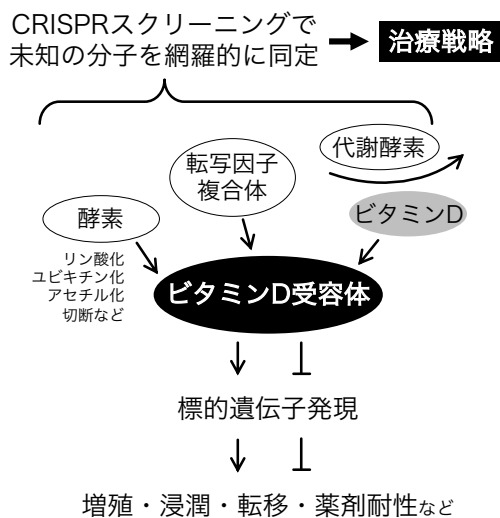 CRISPRスクリーニングで
未知の分子を網羅的に同定
治療戦略
代謝酵素
転写因子
複合体
酵素
ビタミンD
リン酸化
ユビキチン化
アセチル化
切断など
ビタミンD受容体
標的遺伝子発現
増殖・浸潤・転移・薬剤耐性など